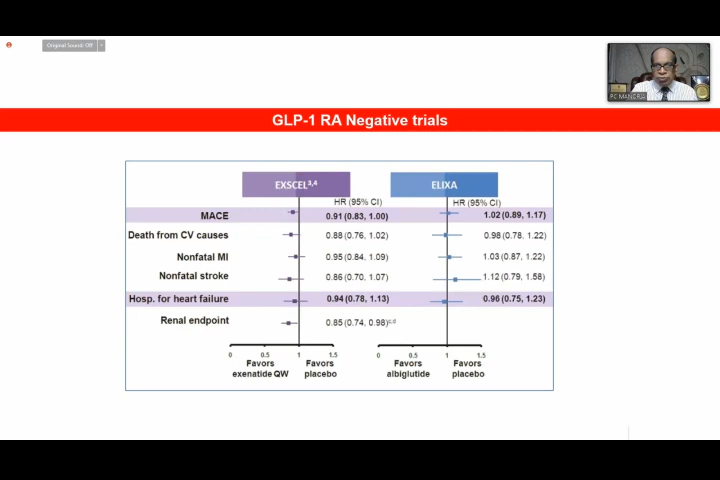 Original Sound: Off
PC MANORIA
GLP-1 RA Negative trials
EXSCEL3,4 ELIXA
HR (95% CI) HR (95% CI)
MACE 0.91 (0.83, 1.00) 1.02 (0.89, 1.17)
Death from CV causes 0.88 (0.76, 1.02) 0.98 (0.78, 1.22)
Nonfatal MI 0.95 (0.84, 1.09) 1.03 (0.87, 1.22)
Nonfatal stroke 0.86 (0.70, 1.07) 1.12 (0.79, 1.58)
Hosp. for heart failure 0.94 (0.78, 1.13) 0.96 (0.75, 1.23)
Renal endpoint 0.85 (0.74, 0.98)c,d
0 0.5 1 1.5 0 0.5 1 1.5
Favors Favors Favors Favors
exenatide QW placebo albiglutide placebo